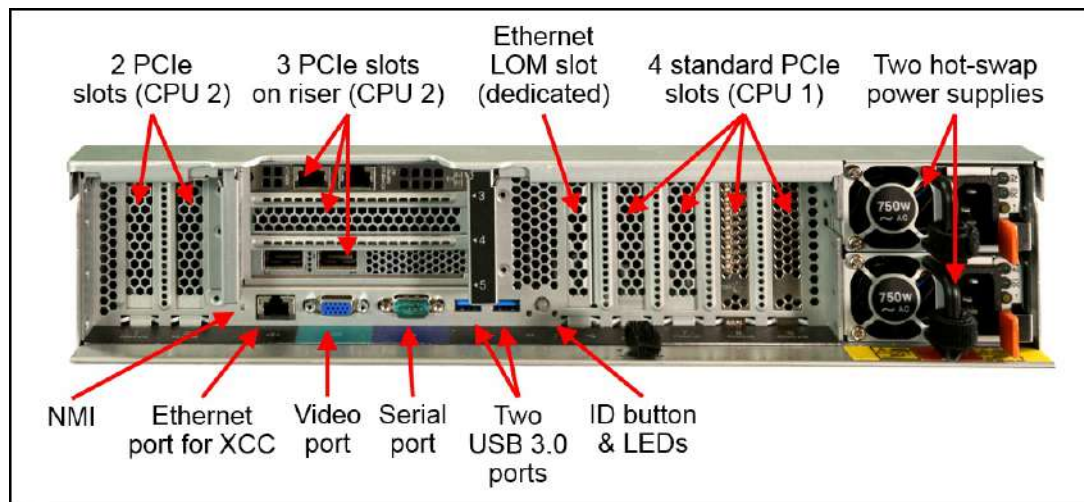 2 PCIe
slots (CPU 2)
3 PCIe slots
on riser (CPU 2)
Ethernet
LOM slot
(dedicated)
4 standard PCIe
slots (CPU 1)
Two hot-swap
power supplies
3
4
5
750W
AC
750W
AC
NMI
Ethernet
port for XCC
Video
port
Serial
port
Two
USB 3.0
ports
ID button
& LEDs